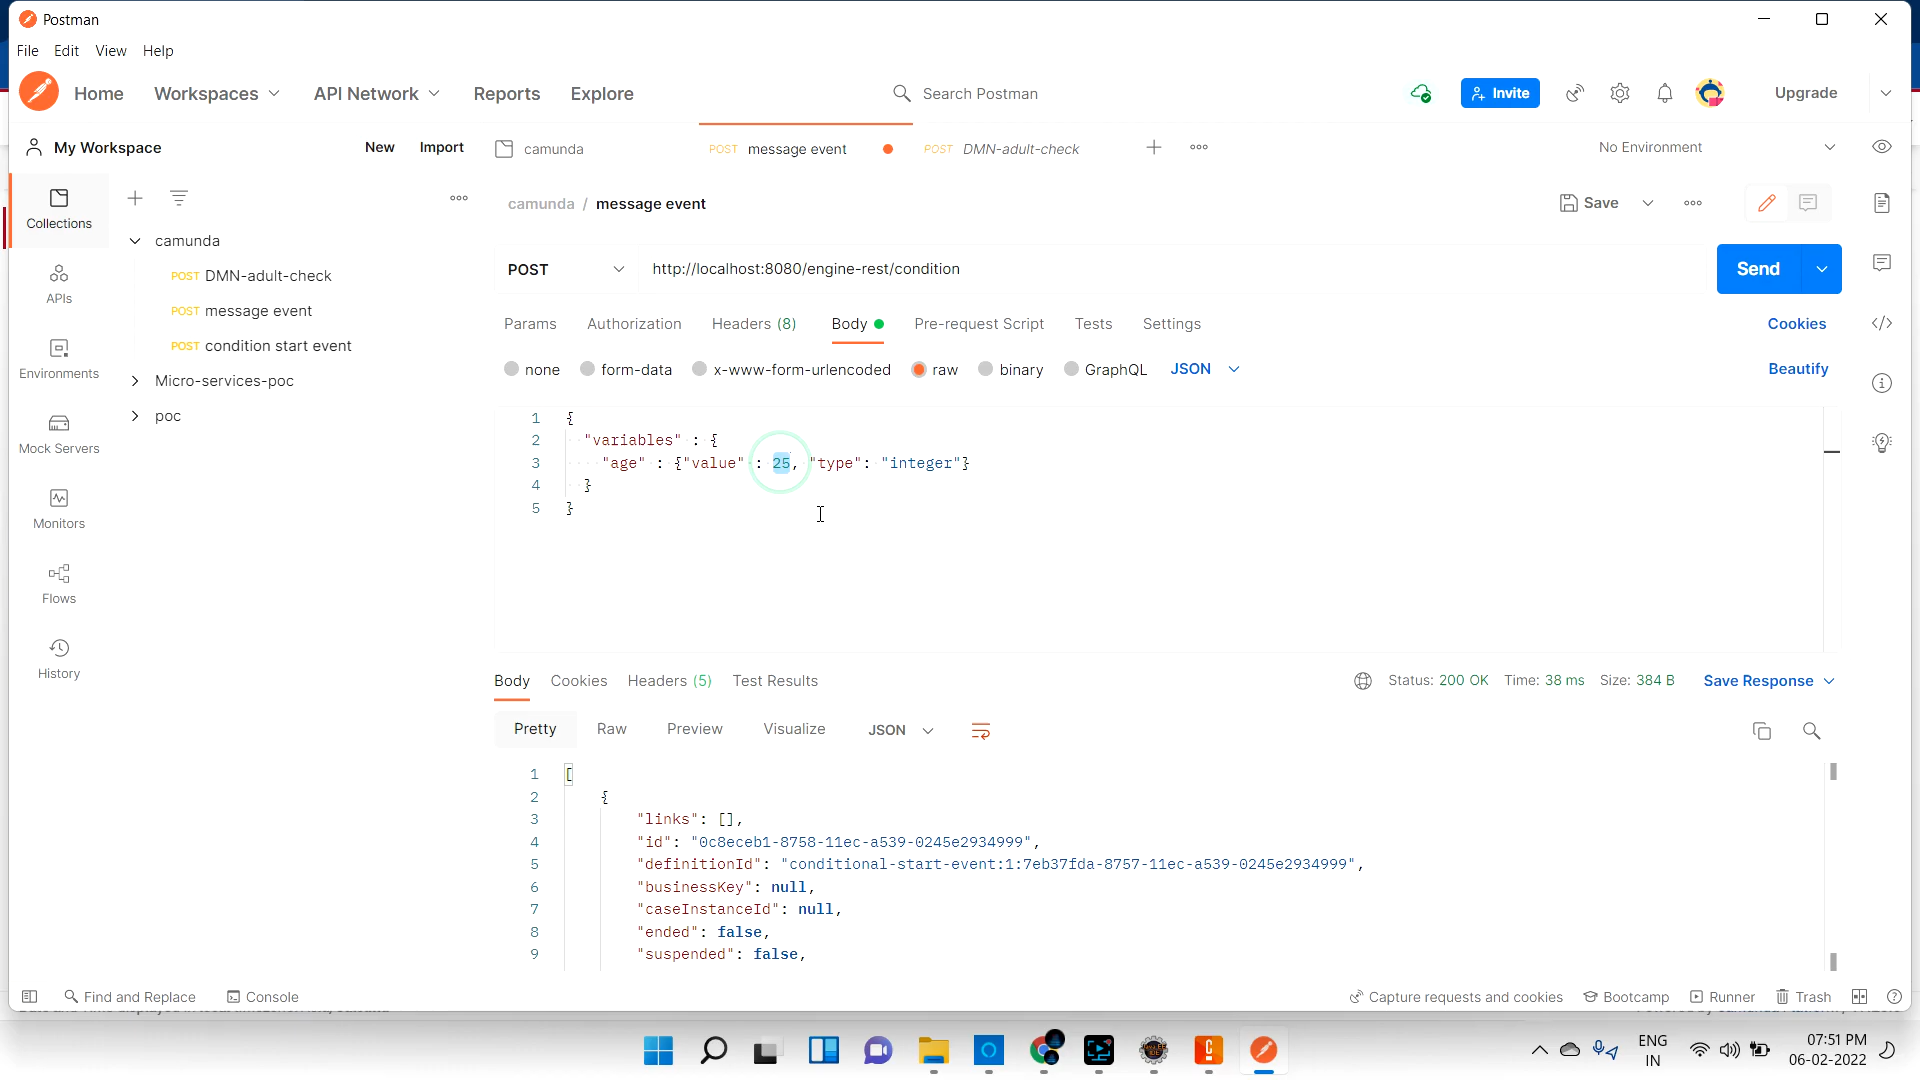 Postman
File Edit View Help
Home Workspaces API Network Reports Explore Search Postman Invite Upgrade
My Workspace New Import camunda POST message event POST DMN-adult-check No Environment
Collections
camunda / message event Save
camunda
POST DMN-adult-check
POST message event
POST condition start event
Micro-services-poc
poc
APIs
Environments
Mock Servers
Monitors
Flows
History
POST http://localhost:8080/engine-rest/condition Send
Params Authorization Headers (8) Body Pre-request Script Tests Settings Cookies
none form-data x-www-form-urlencoded raw binary GraphQL JSON Beautify
1 {
2 "variables" : {
3 "age" : {"value" : 25, "type": "integer"}
4 }
5 }
Body Cookies Headers (5) Test Results Status: 200 OK Time: 38 ms Size: 384 B Save Response
Pretty Raw Preview Visualize JSON
1 [
2 {
3 "links": [],
4 "id": "0c8eceb1-8758-11ec-a539-0245e2934999",
5 "definitionId": "conditional-start-event:1:7eb37fda-8757-11ec-a539-0245e2934999",
6 "businessKey": null,
7 "caseInstanceId": null,
8 "ended": false,
9 "suspended": false,
Find and Replace Console Capture requests and cookies Bootcamp Runner Trash
ENG
IN
07:51 PM
06-02-2022